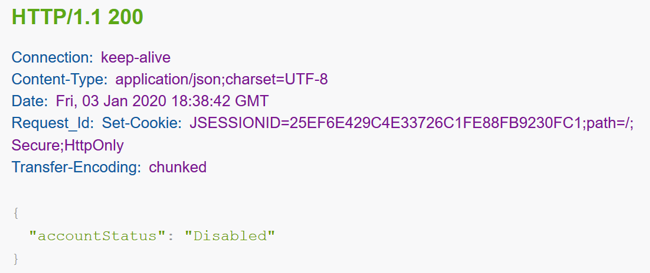 HTTP/1.1 200
Connection: keep-alive
Content-Type: application/json;charset=UTF-8
Date: Fri, 03 Jan 2020 18:38:42 GMT
Request_Id: Set-Cookie: JSESSIONID=25EF6E429C4E33726C1FE88FB9230FC1;path=/;
Secure;HttpOnly
Transfer-Encoding: chunked
{
"accountStatus": "Disabled"
}